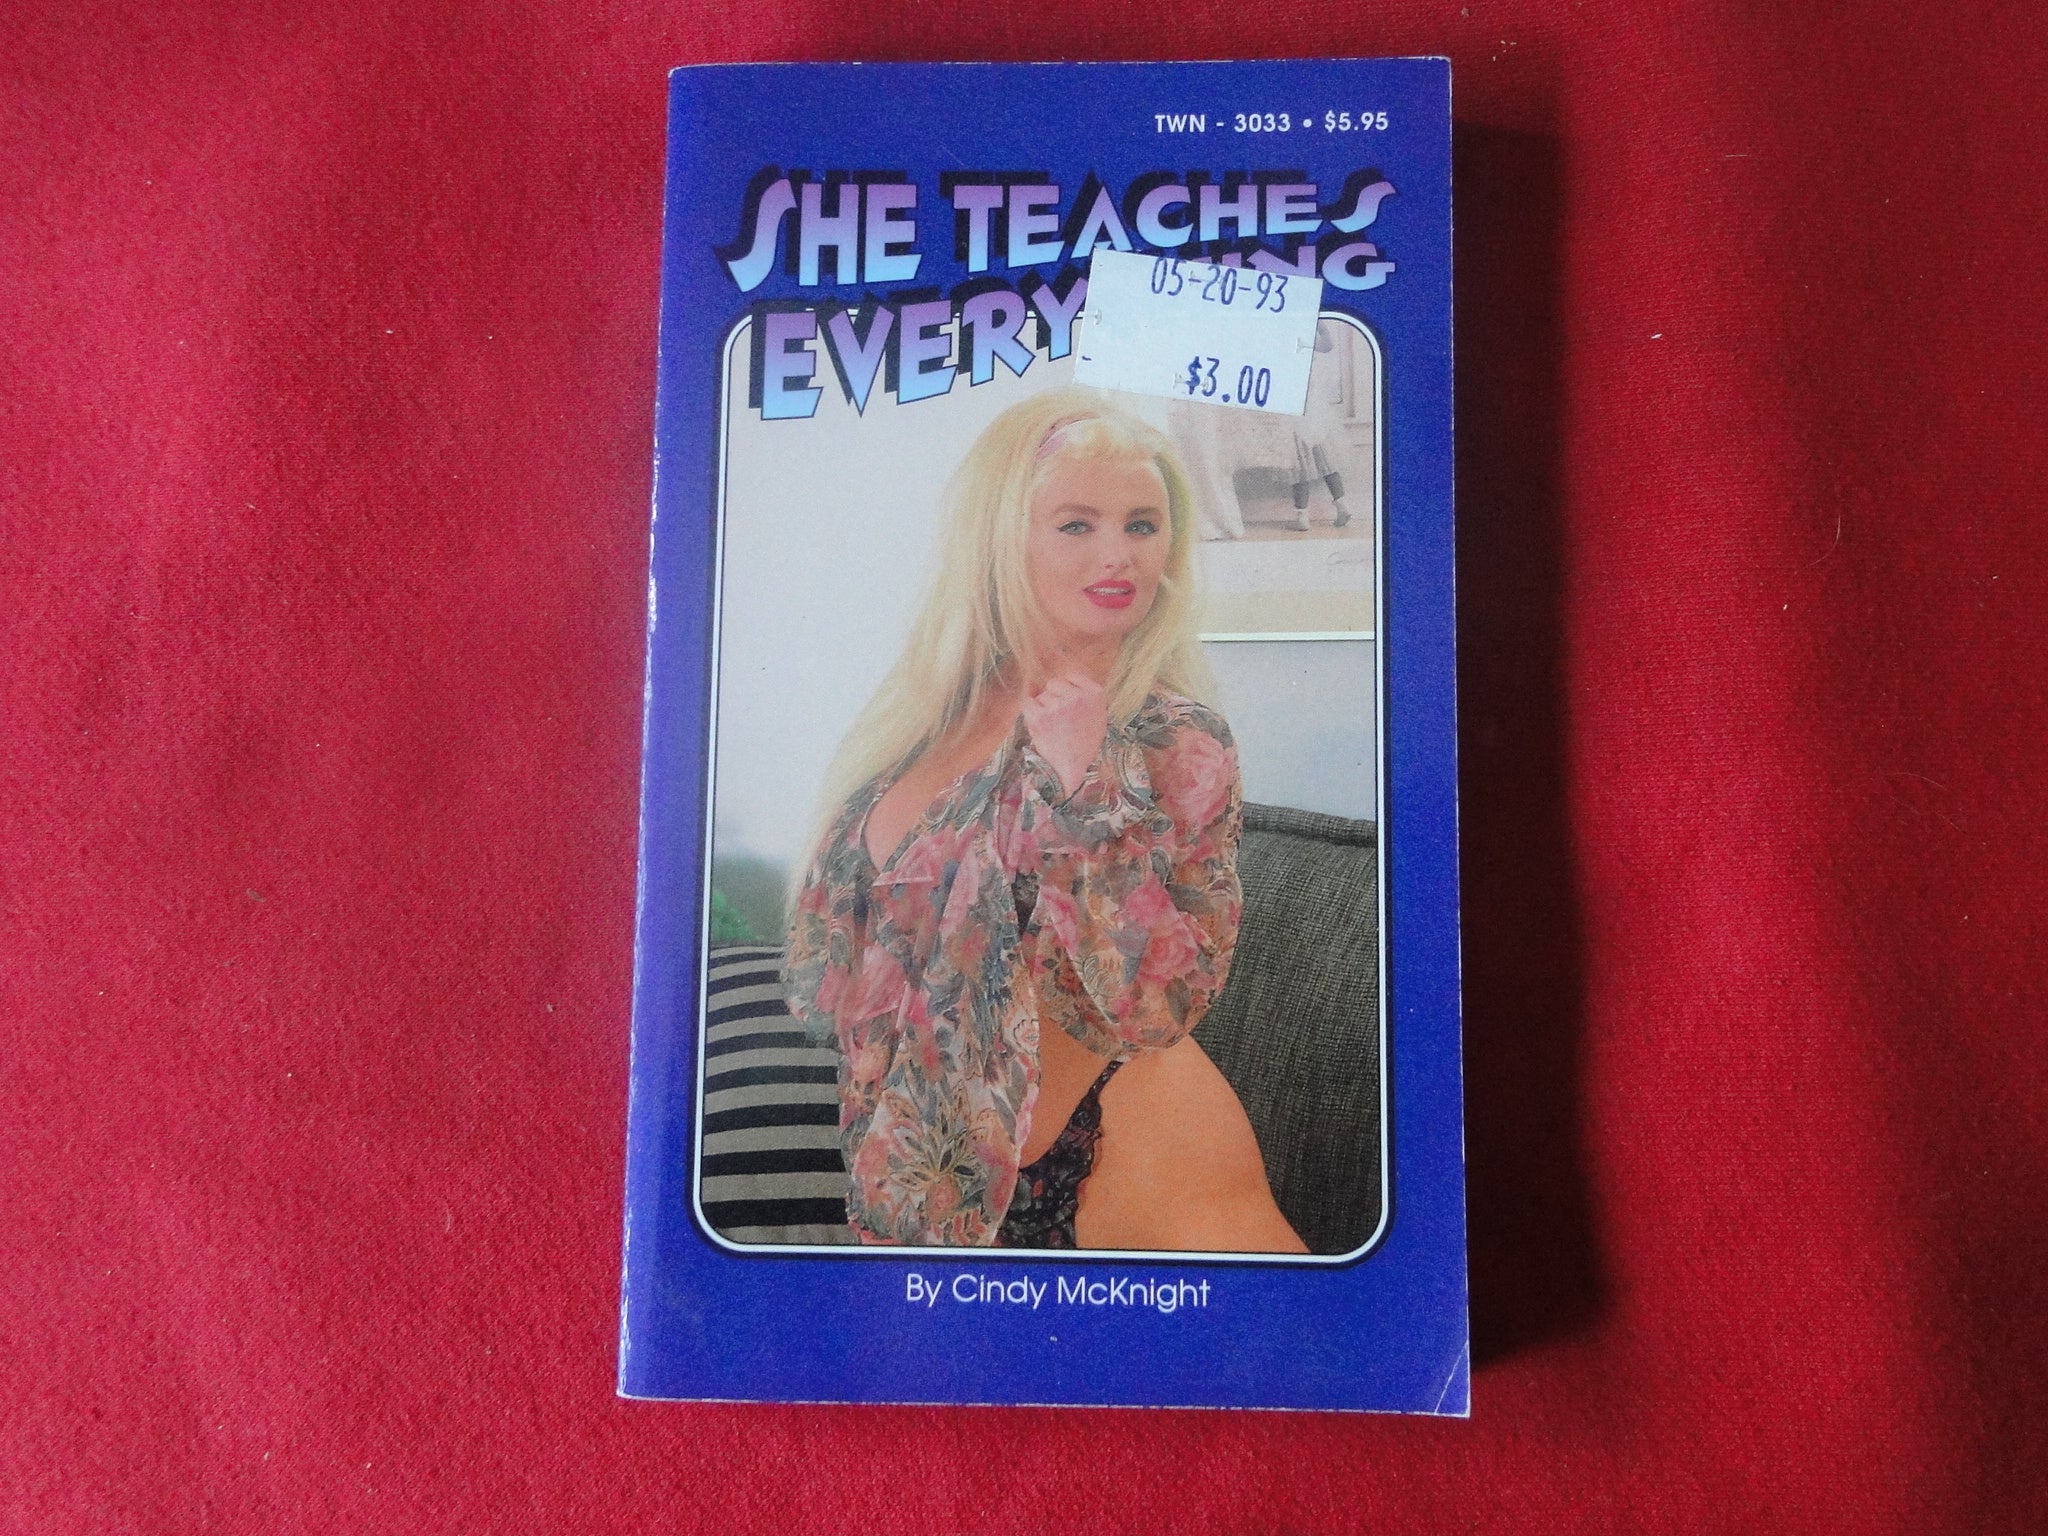 TWN - 3033 • $5.95
SHE TEACHES
EVERY
05-20-93
$3.00
By Cindy McKnight